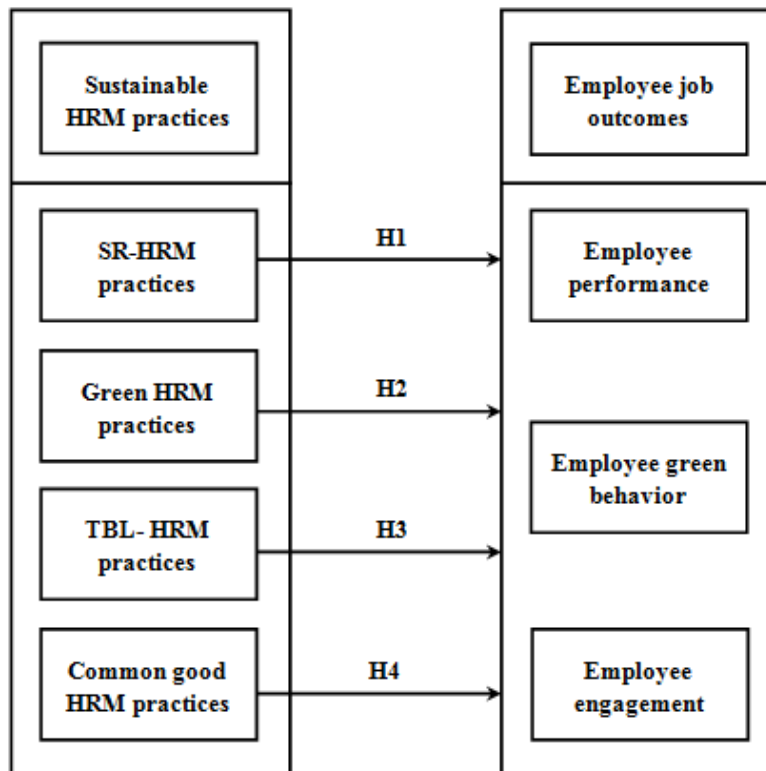 Sustainable
HRM practices
Employee job
outcomes
SR-HRM
practices
H1
Employee
performance
Green HRM
practices
H2
Employee green
behavior
TBL- HRM
practices
H3
Common good
HRM practices
H4
Employee
engagement